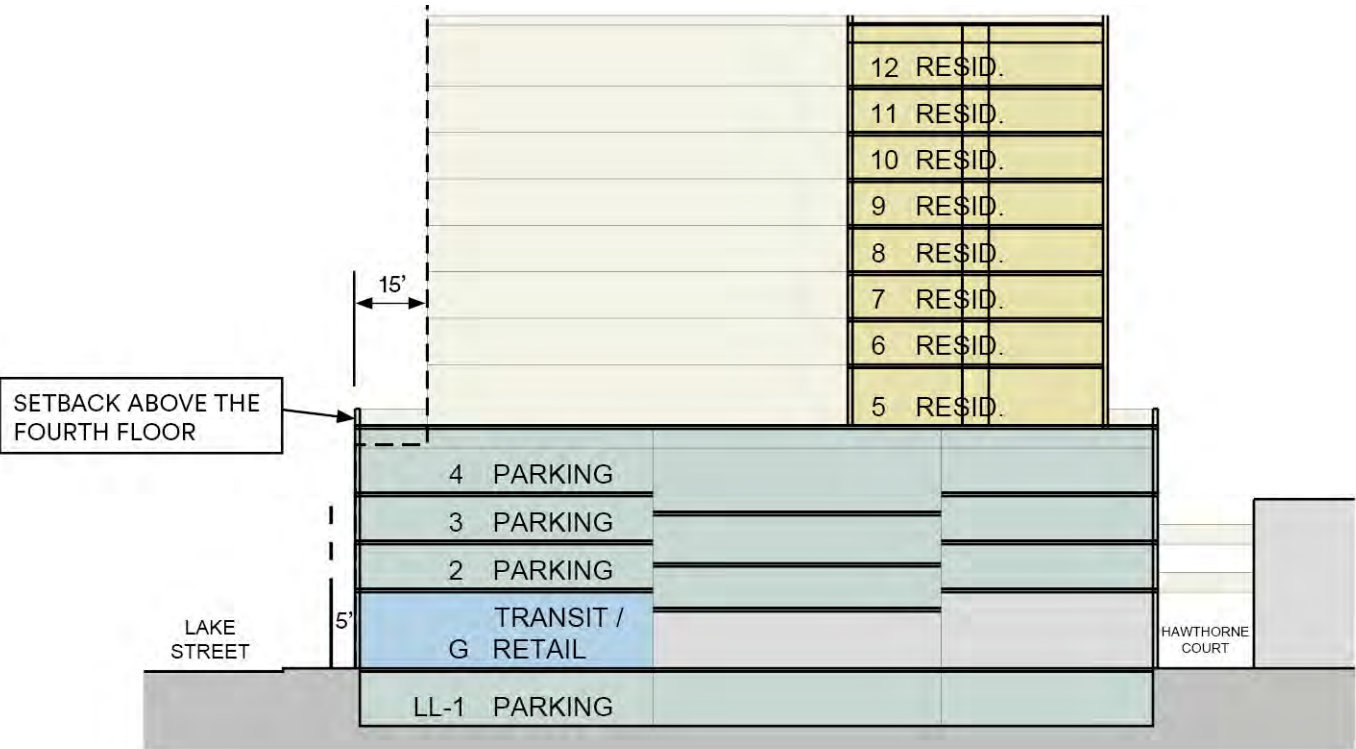 12 RESID.
11 RESID.
10 RESID.
9 RESID.
8 RESID.
7 RESID.
6 RESID.
5 RESID.
15'
SETBACK ABOVE THE
FOURTH FLOOR
4 PARKING
3 PARKING
2 PARKING
5'
TRANSIT /
G RETAIL
LAKE
STREET
HAWTHORNE
COURT
LL-1 PARKING